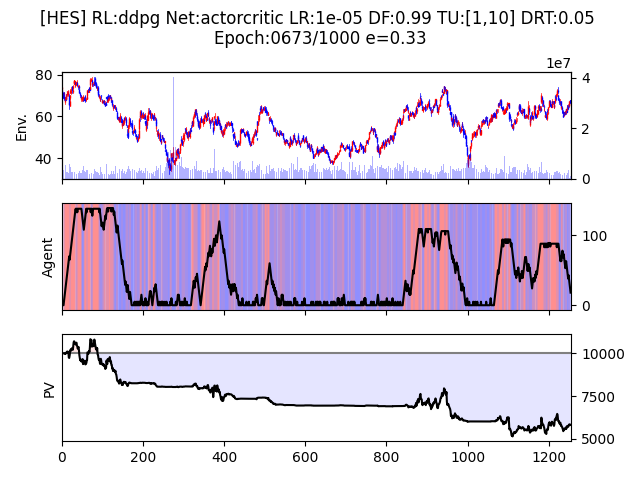 [HES] RL:ddpg Net:actorcritic LR:1e-05 DF:0.99 TU:[1,10] DRT:0.05
Epoch:0673/1000 e=0.33
1e7
80
60
40
Env.
4
2
0
Agent
100
0
PV
10000
7500
5000
0 200 400 600 800 1000 1200